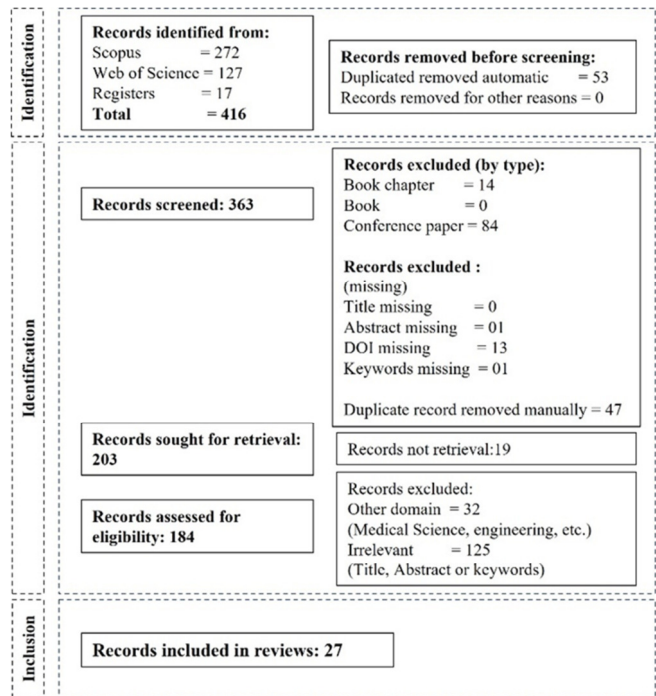 Identification
Records identified from:
Scopus = 272
Web of Science = 127
Registers = 17
Total = 416
Records removed before screening:
Duplicated removed automatic = 53
Records removed for other reasons = 0
Identification
Records screened: 363
Records excluded (by type):
Book chapter = 14
Book = 0
Conference paper = 84
Records excluded :
(missing)
Title missing = 0
Abstract missing = 01
DOI missing = 13
Keywords missing = 01
Duplicate record removed manually = 47
Records sought for retrieval:
203
Records not retrieval:19
Records assessed for
eligibility: 184
Records excluded:
Other domain = 32
(Medical Science, engineering, etc.)
Irrelevant = 125
(Title, Abstract or keywords)
Inclusion
Records included in reviews: 27